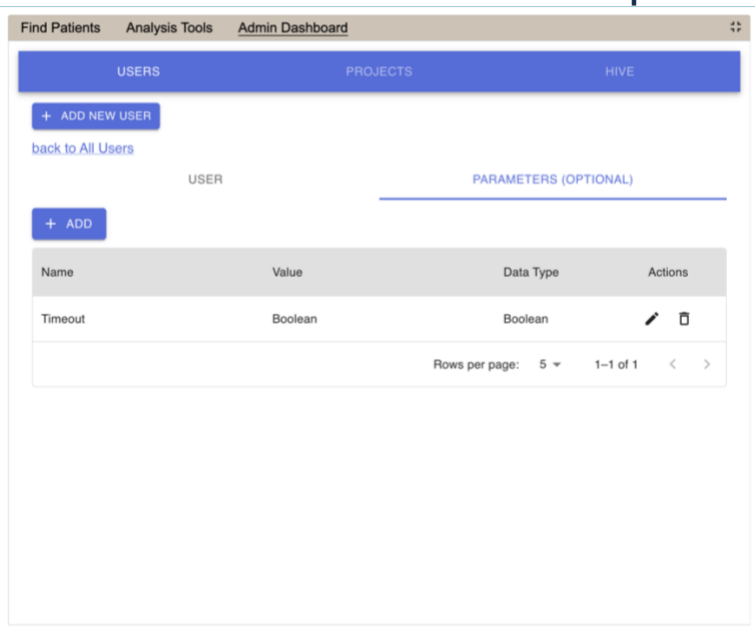 Find Patients Analysis Tools Admin Dashboard
USERS PROJECTS HIVE
+ ADD NEW USER
back to All Users
USER PARAMETERS (OPTIONAL)
+ ADD
Name Value Data Type Actions
Timeout Boolean Boolean
Rows per page: 5 1–1 of 1